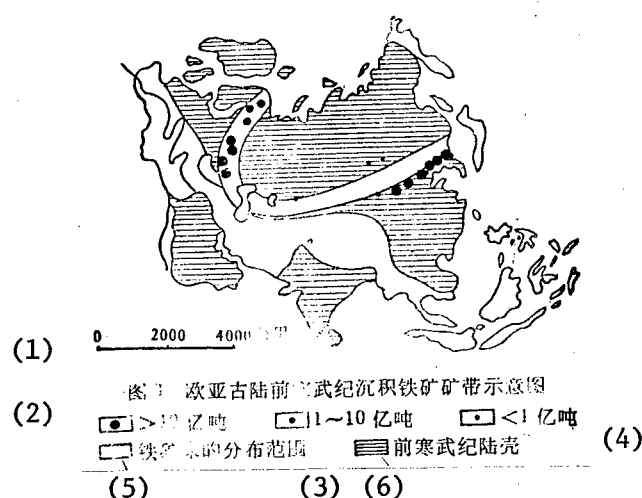 0 2000 4000
(1)
图 欧亚古陆前寒武纪沉积铁矿矿带示意图
(2) >10亿吨 1~10亿吨 <1亿吨
铁 的分布范围 前寒武纪陆壳 (4)
(5) (3) (6)